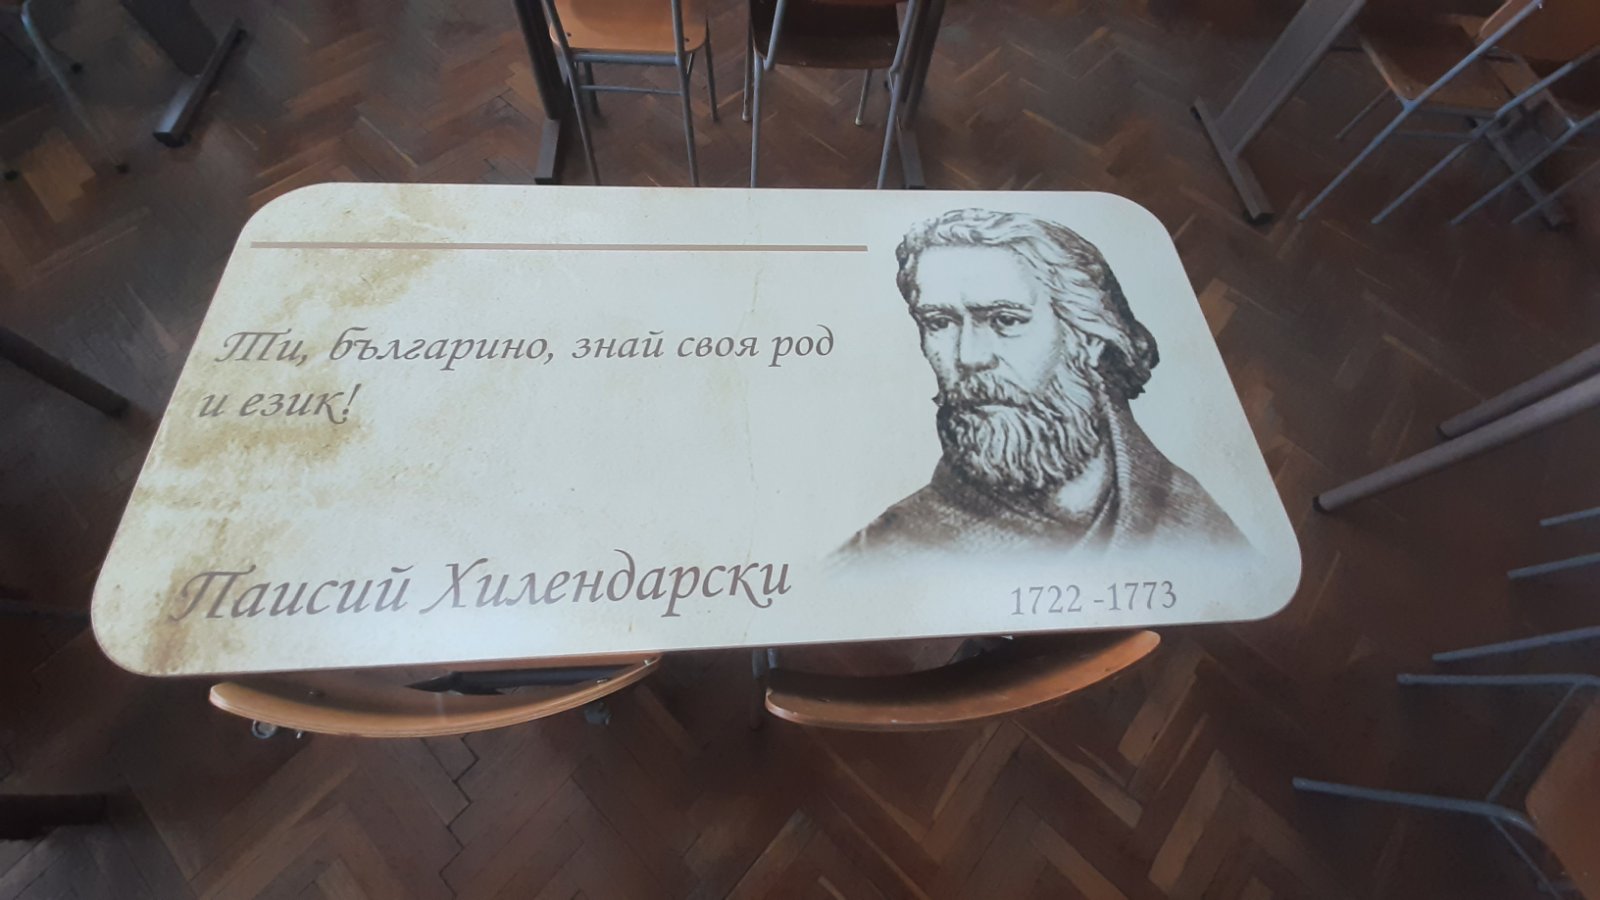 Ти, българино, знай своя род
и език!
Паисий Хилендарски
1722 -1773